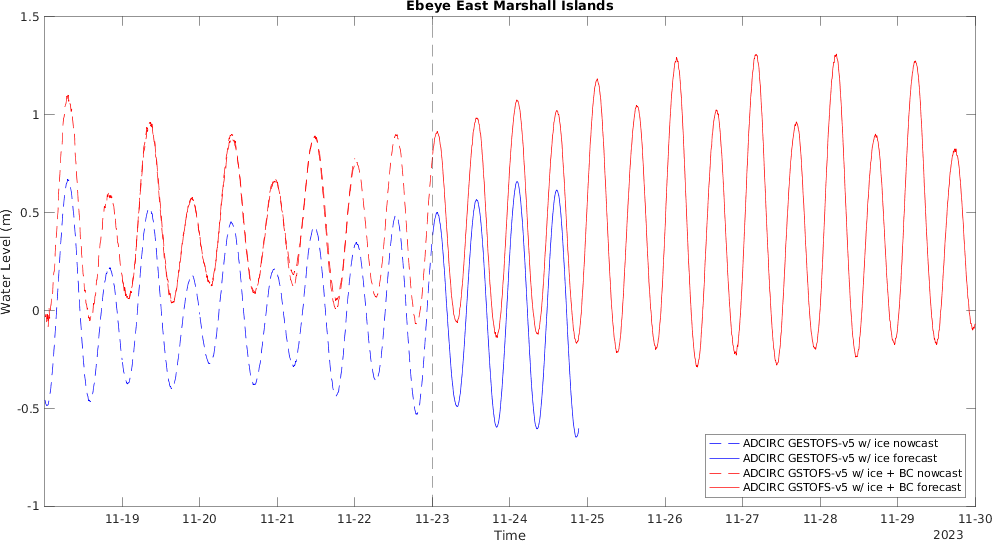 Ebeye East Marshall Islands
1.5
1
0.5
0
-0.5
-1
Water Level (m)
11-19
11-20
11-21
11-22
11-23
11-24
11-25
11-26
11-27
11-28
11-29
11-30
Time
2023
ADCIRC GESTOFS-v5 w/ ice nowcast
ADCIRC GESTOFS-v5 w/ ice forecast
ADCIRC GSTOFS-v5 w/ ice + BC nowcast
ADCIRC GSTOFS-v5 w/ ice + BC forecast